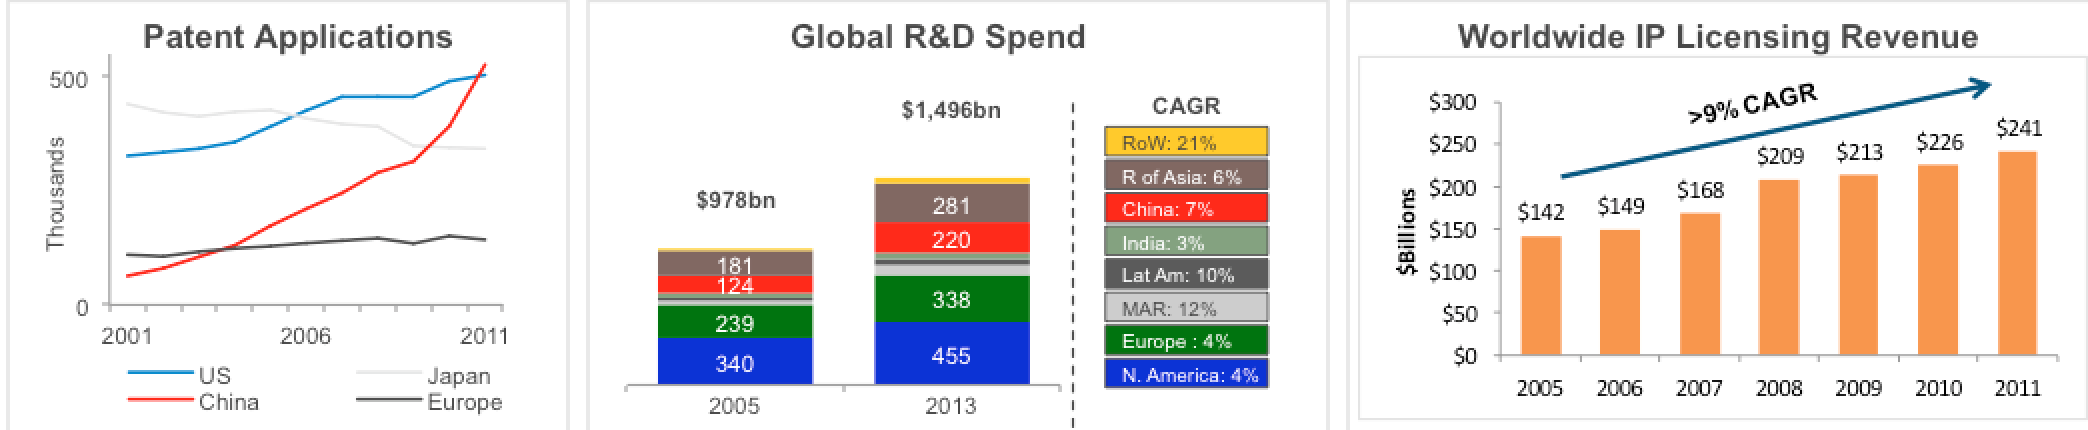 Patent Applications
500
Thousands
0
2001
2006
2011
US
Japan
China
Europe
Global R&D Spend
$978bn
$1,496bn
181
124
239
340
281
220
338
455
2005
2013
CAGR
RoW: 21%
R of Asia: 6%
China: 7%
India: 3%
Lat Am: 10%
MAR: 12%
Europe : 4%
N. America: 4%
Worldwide IP Licensing Revenue
>9% CAGR
$Billions
$300
$250
$200
$150
$100
$50
$0
$142
$149
$168
$209
$213
$226
$241
2005
2006
2007
2008
2009
2010
2011